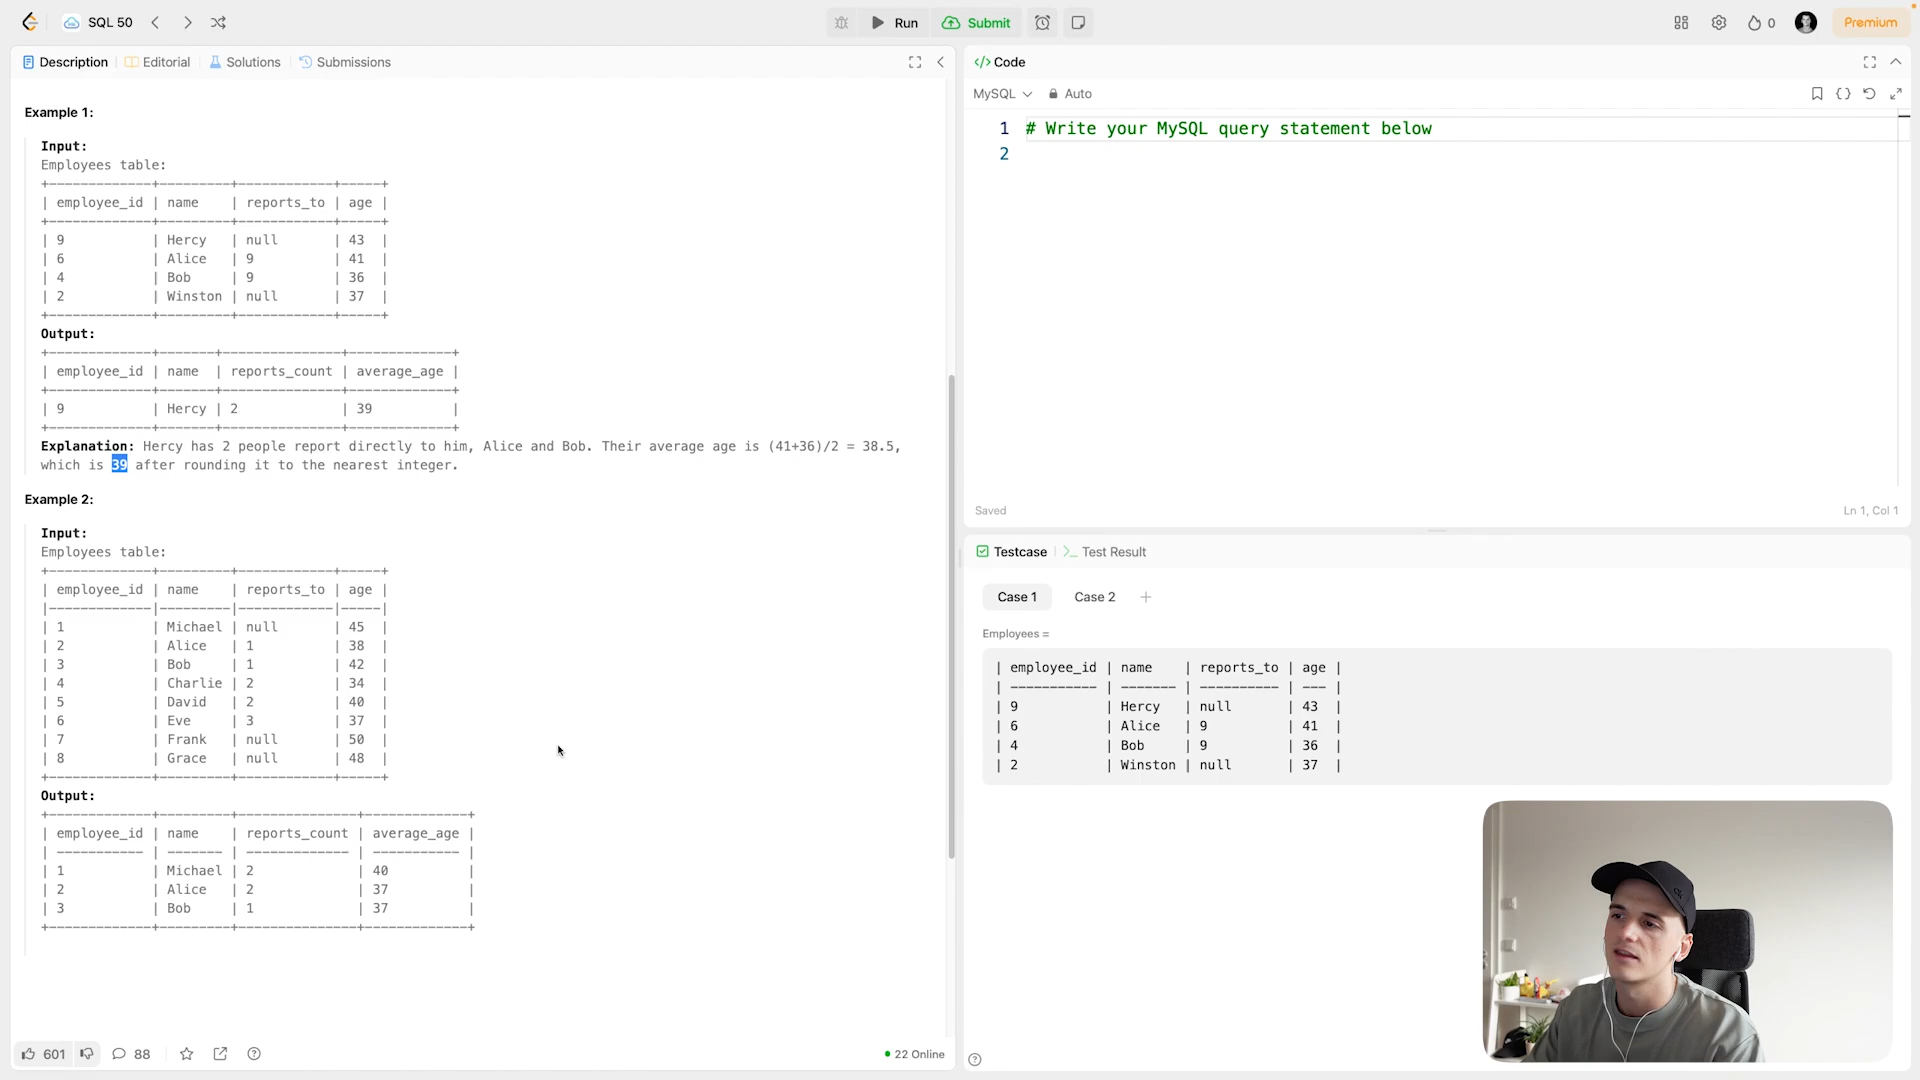 SQL 50
Run
Submit
0
Premium
Description
Editorial
Solutions
Submissions
Example 1:
Input:
Employees table:
+-------------+---------+------------+-----+
| employee_id | name    | reports_to | age |
+-------------+---------+------------+-----+
| 9           | Hercy   | null       | 43  |
| 6           | Alice   | 9          | 41  |
| 4           | Bob     | 9          | 36  |
| 2           | Winston | null       | 37  |
+-------------+---------+------------+-----+
Output:
+-------------+-------+---------------+-------------+
| employee_id | name  | reports_count | average_age |
+-------------+-------+---------------+-------------+
| 9           | Hercy | 2             | 39          |
+-------------+-------+---------------+-------------+
Explanation: Hercy has 2 people report directly to him, Alice and Bob. Their average age is (41+36)/2 = 38.5,
which is 39 after rounding it to the nearest integer.
Example 2:
Input:
Employees table:
+-------------+---------+------------+-----+
| employee_id | name    | reports_to | age |
|-------------|---------|------------|-----|
| 1           | Michael | null       | 45  |
| 2           | Alice   | 1          | 38  |
| 3           | Bob     | 1          | 42  |
| 4           | Charlie | 2          | 34  |
| 5           | David   | 2          | 40  |
| 6           | Eve     | 3          | 37  |
| 7           | Frank   | null       | 50  |
| 8           | Grace   | null       | 48  |
+-------------+---------+------------+-----+
Output:
+-------------+---------+---------------+-------------+
| employee_id | name    | reports_count | average_age |
| ----------- | ------- | ------------- | ----------- |
| 1           | Michael | 2             | 40          |
| 2           | Alice   | 2             | 37          |
| 3           | Bob     | 1             | 37          |
+-------------+---------+---------------+-------------+
601
88
22 Online
</> Code
MySQL
Auto
1 # Write your MySQL query statement below
2
Saved
Ln 1, Col 1
Testcase
Test Result
Case 1
Case 2
Employees =
| employee_id | name    | reports_to | age |
| ----------- | ------- | ---------- | --- |
| 9           | Hercy   | null       | 43  |
| 6           | Alice   | 9          | 41  |
| 4           | Bob     | 9          | 36  |
| 2           | Winston | null       | 37  |